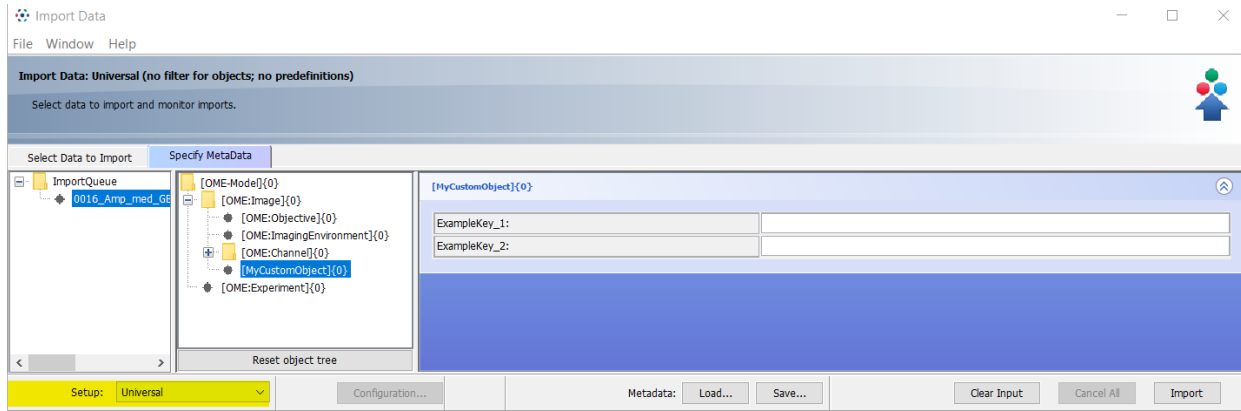 Import Data
File Window Help
Import Data: Universal (no filter for objects; no predefinitions)
Select data to import and monitor imports.
Select Data to Import Specify MetaData
ImportQueue
0016_Amp_med_GE
[OME-Model]{0}
[OME:Image]{0}
[OME:Objective]{0}
[OME:ImagingEnvironment]{0}
[OME:Channel]{0}
[MyCustomObject]{0}
[OME:Experiment]{0}
Reset object tree
[MyCustomObject]{0}
ExampleKey_1:
ExampleKey_2:
Setup: Universal Configuration... Metadata: Load... Save... Clear Input Cancel All Import